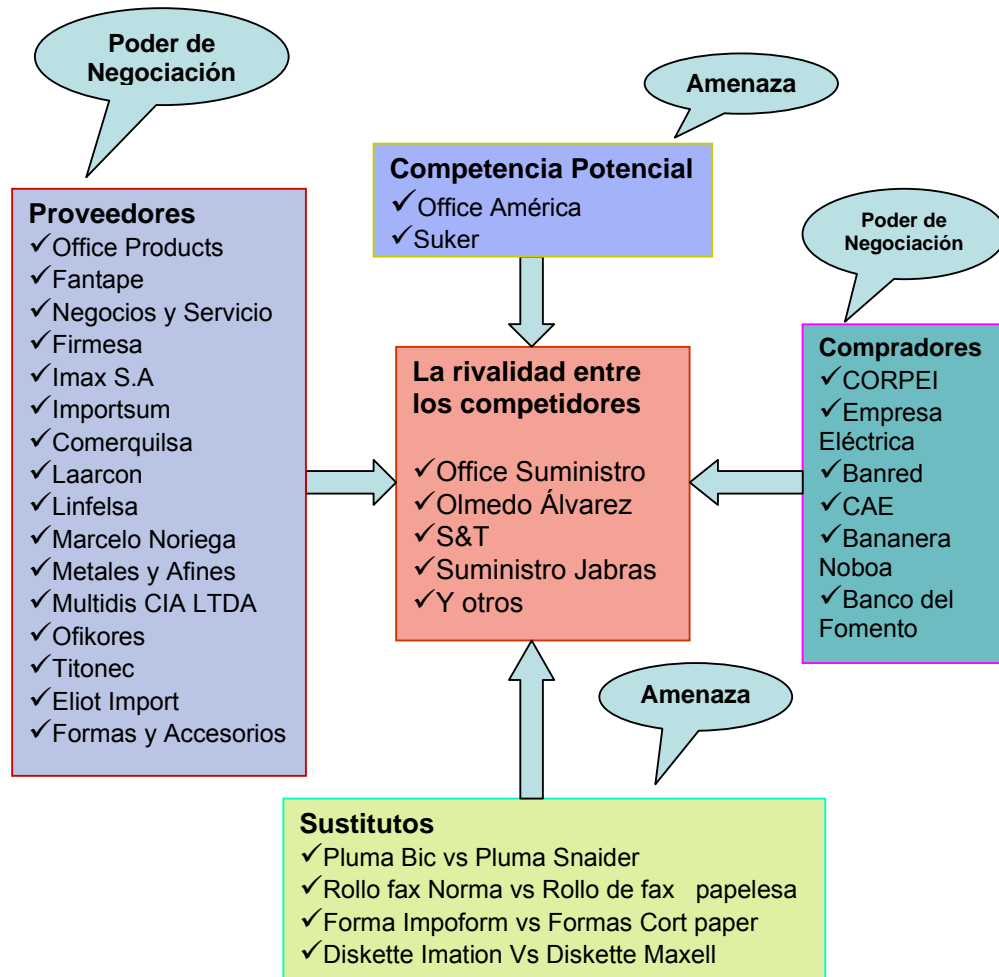 Poder de
Negociación
Amenaza
Competencia Potencial
✓Office América
✓Suker
Proveedores
✓Office Products
✓Fantape
✓Negocios y Servicio
✓Firmesa
✓Imax S.A
✓Importsum
✓Comerquilsa
✓Laarcon
✓Linfelsa
✓Marcelo Noriega
✓Metales y Afines
✓Multidis CIA LTDA
✓Ofikores
✓Titonec
✓Eliot Import
✓Formas y Accesorios
La rivalidad entre
los competidores
✓Office Suministro
✓Olmedo Álvarez
✓S&T
✓Suministro Jabras
✓Y otros
Poder de
Negociación
Compradores
✓CORPEI
✓Empresa
Eléctrica
✓Banred
✓CAE
✓Bananera
Noboa
✓Banco del
Fomento
Amenaza
Sustitutos
✓Pluma Bic vs Pluma Snaider
✓Rollo fax Norma vs Rollo de fax papelesa
✓Forma Impoform vs Formas Cort paper
✓Diskette Imation Vs Diskette Maxell